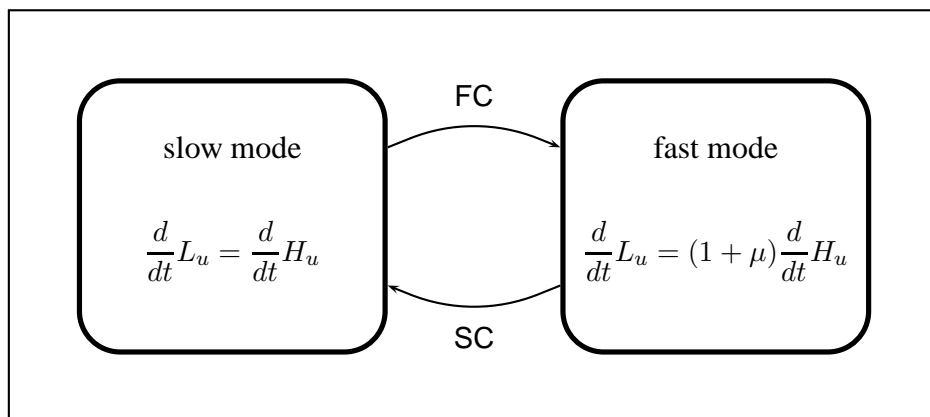 FC
slow mode
fast mode
d/dt L_u = d/dt H_u
d/dt L_u = (1 + μ) d/dt H_u
SC